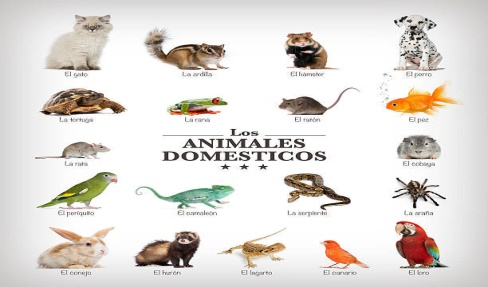 El gato
La ardilla
El hámster
El perro
La tortuga
La rana
El ratón
El pez
Los
ANIMALES
DOMESTICOS
La rata
El cobaya
El periquito
El camaleón
La serpiente
La araña
El conejo
El hurón
El lagarto
El canario
El loro